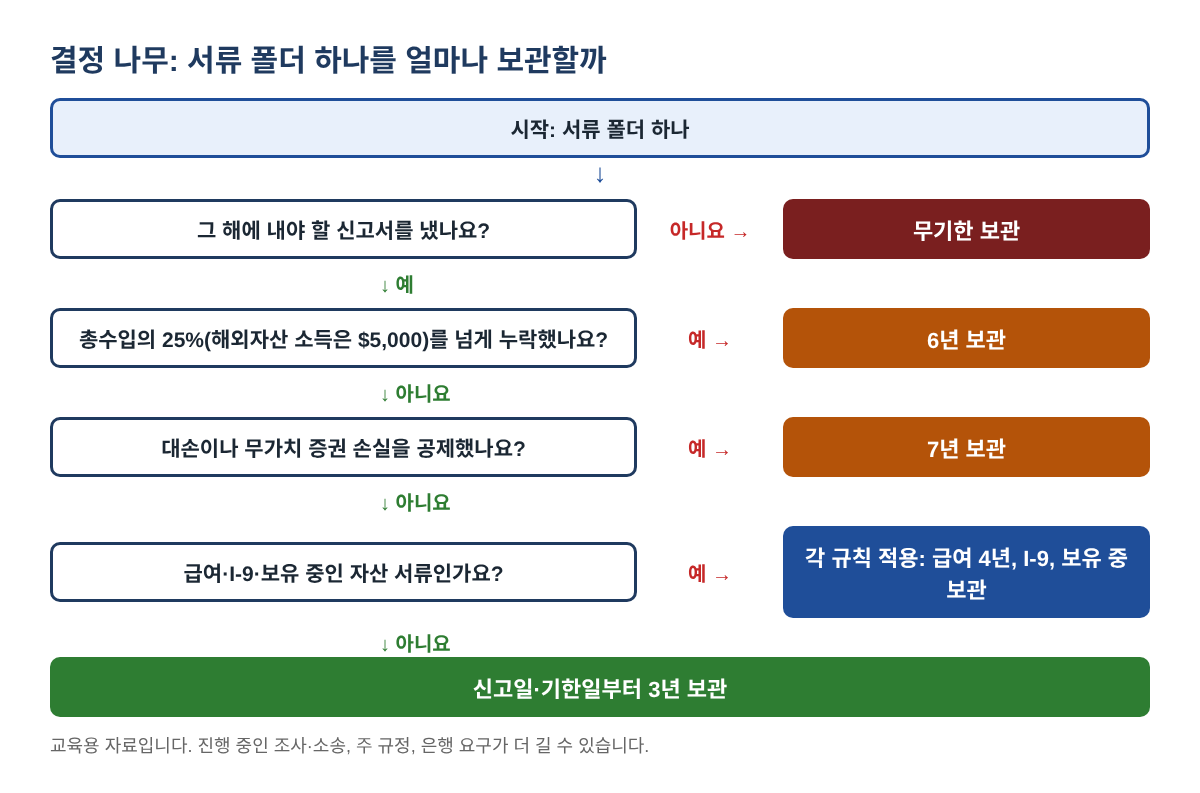 결정 나무: 서류 폴더 하나를 얼마나 보관할까
시작: 서류 폴더 하나
↓
그 해에 내야 할 신고서를 냈나요?
아니요 →
무기한 보관
↓ 예
총수입의 25%(해외자산 소득은 $5,000)를 넘게 누락했나요?
예 →
6년 보관
↓ 아니요
대손이나 무가치 증권 손실을 공제했나요?
예 →
7년 보관
↓ 아니요
급여·I-9·보유 중인 자산 서류인가요?
예 →
각 규칙 적용: 급여 4년, I-9, 보유 중
보관
↓ 아니요
신고일·기한일부터 3년 보관
교육용 자료입니다. 진행 중인 조사·소송, 주 규정, 은행 요구가 더 길 수 있습니다.